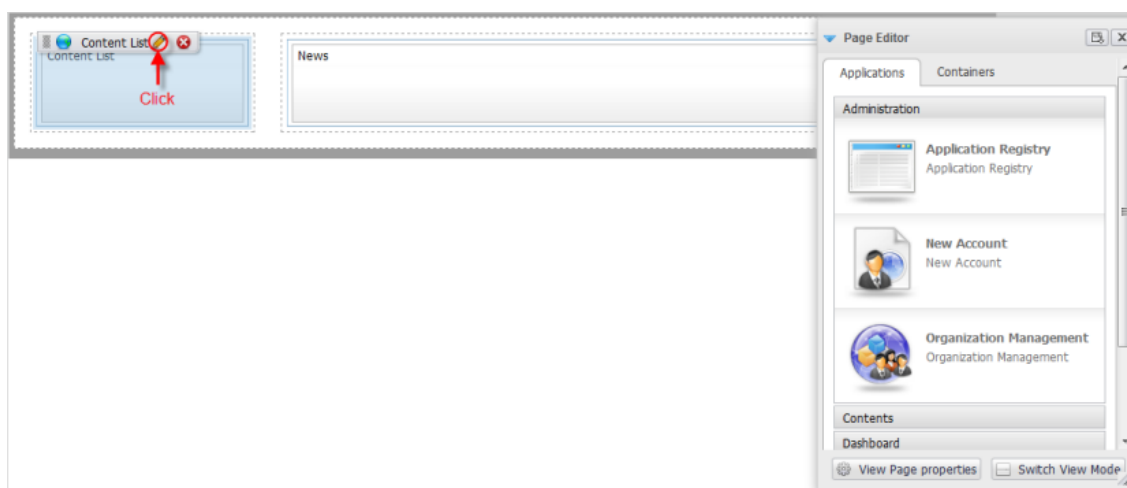 Content List
Content List
Click
News
Page Editor
Applications
Containers
Administration
Application Registry
Application Registry
New Account
New Account
Organization Management
Organization Management
Contents
Dashboard
View Page properties
Switch View Mode